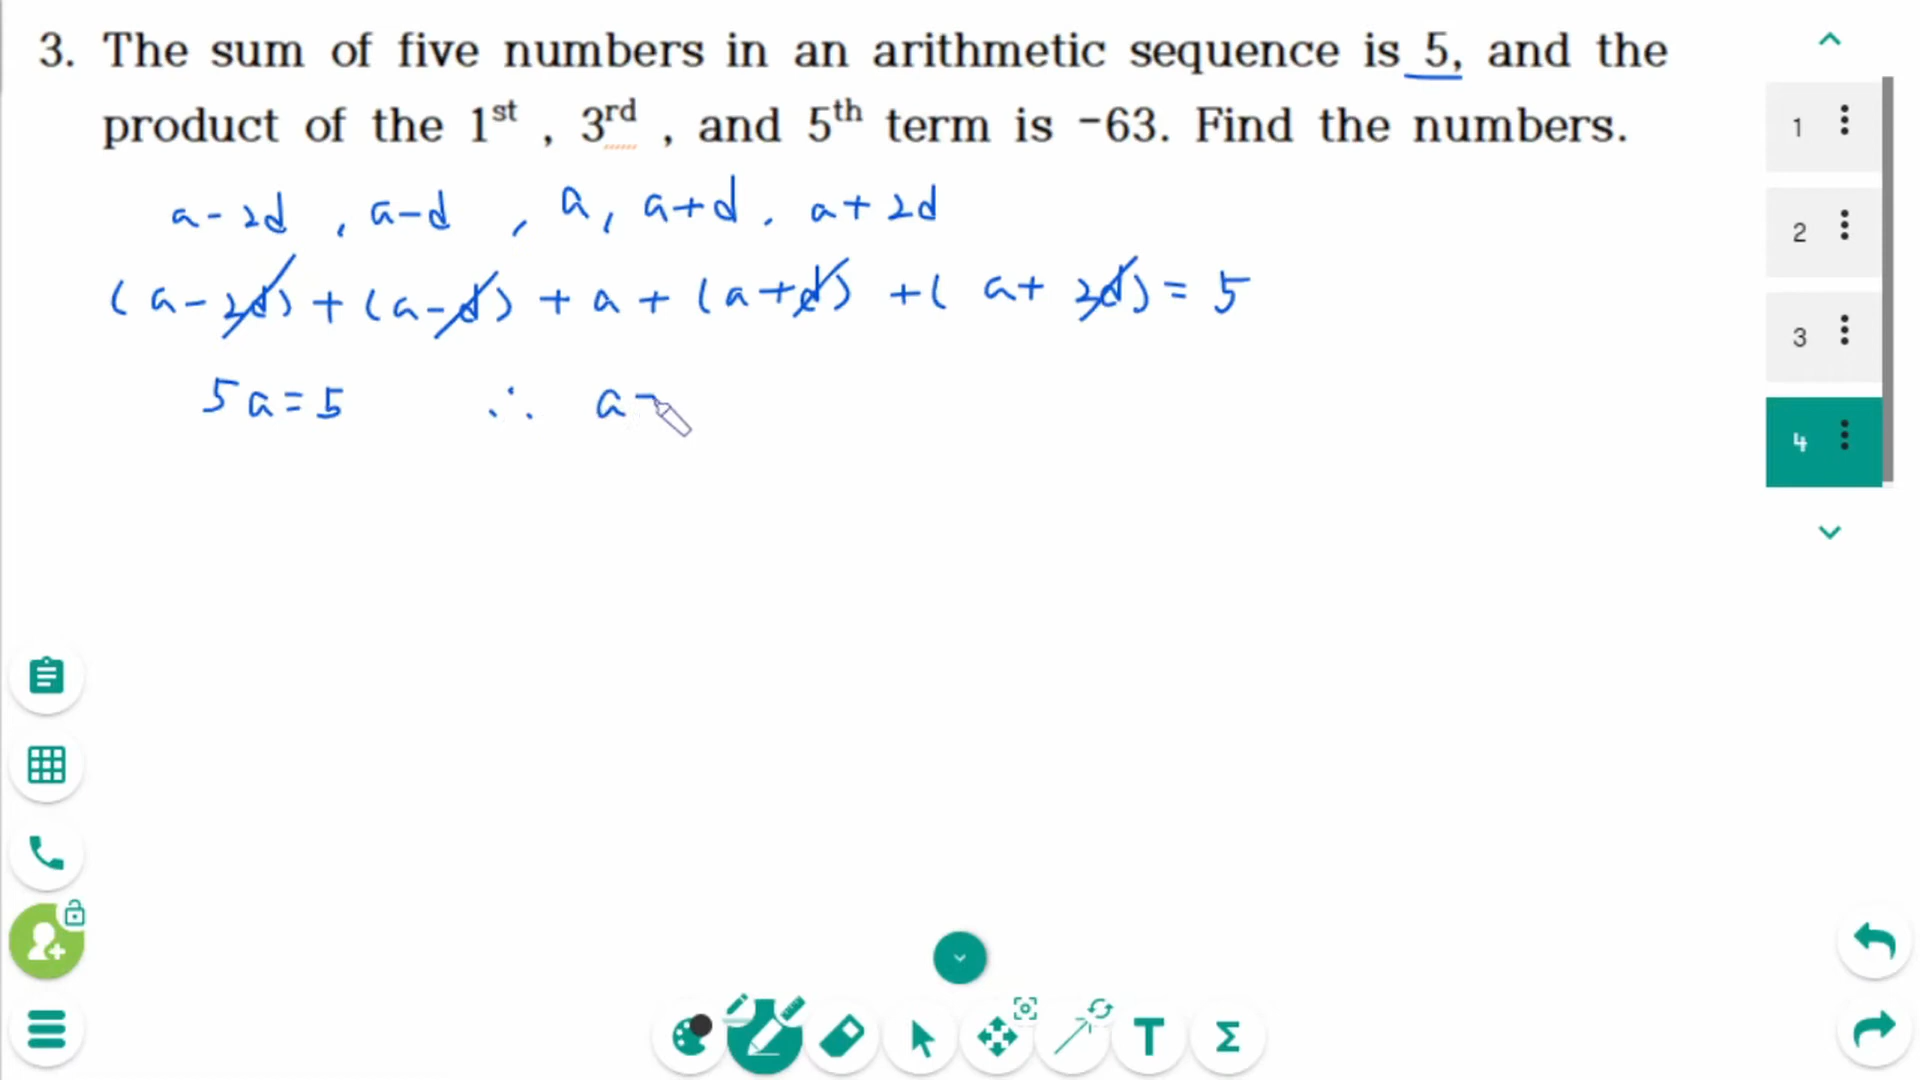 3. The sum of five numbers in an arithmetic sequence is 5, and the
product of the 1st , 3rd , and 5th term is -63. Find the numbers.
a-2d , a-d , a, a+d . a+2d
(a-2d) + (a-d) + a + (a+d) + (a+2d) = 5
5a=5 ∴ a=
1
2
3
4
T
Σ